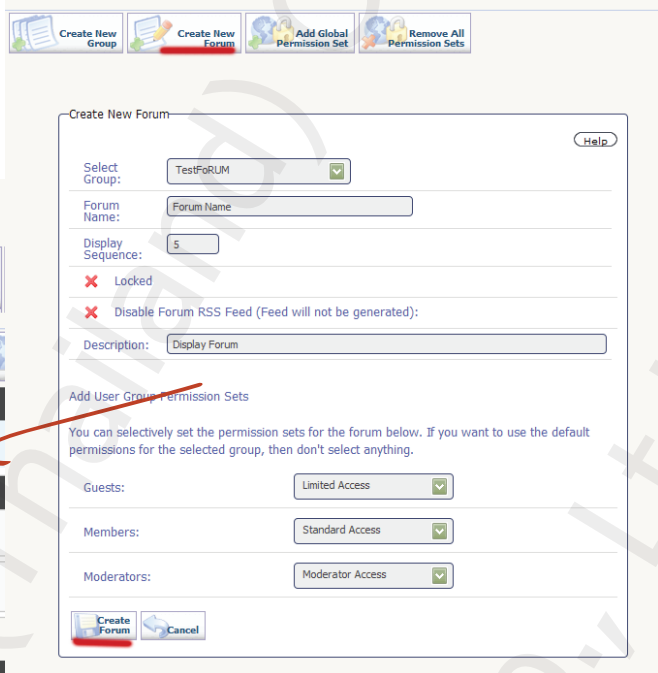 Create New
Group
Create New
Forum
Add Global
Permission Set
Remove All
Permission Sets
Create New Forum
Help
Select
Group:
TestFoRUM
Forum
Name:
Forum Name
Display
Sequence:
5
Locked
Disable Forum RSS Feed (Feed will not be generated):
Description:
Display Forum
Add User Group Permission Sets
You can selectively set the permission sets for the forum below. If you want to use the default
permissions for the selected group, then don't select anything.
Guests:
Limited Access
Members:
Standard Access
Moderators:
Moderator Access
Create
Forum
Cancel